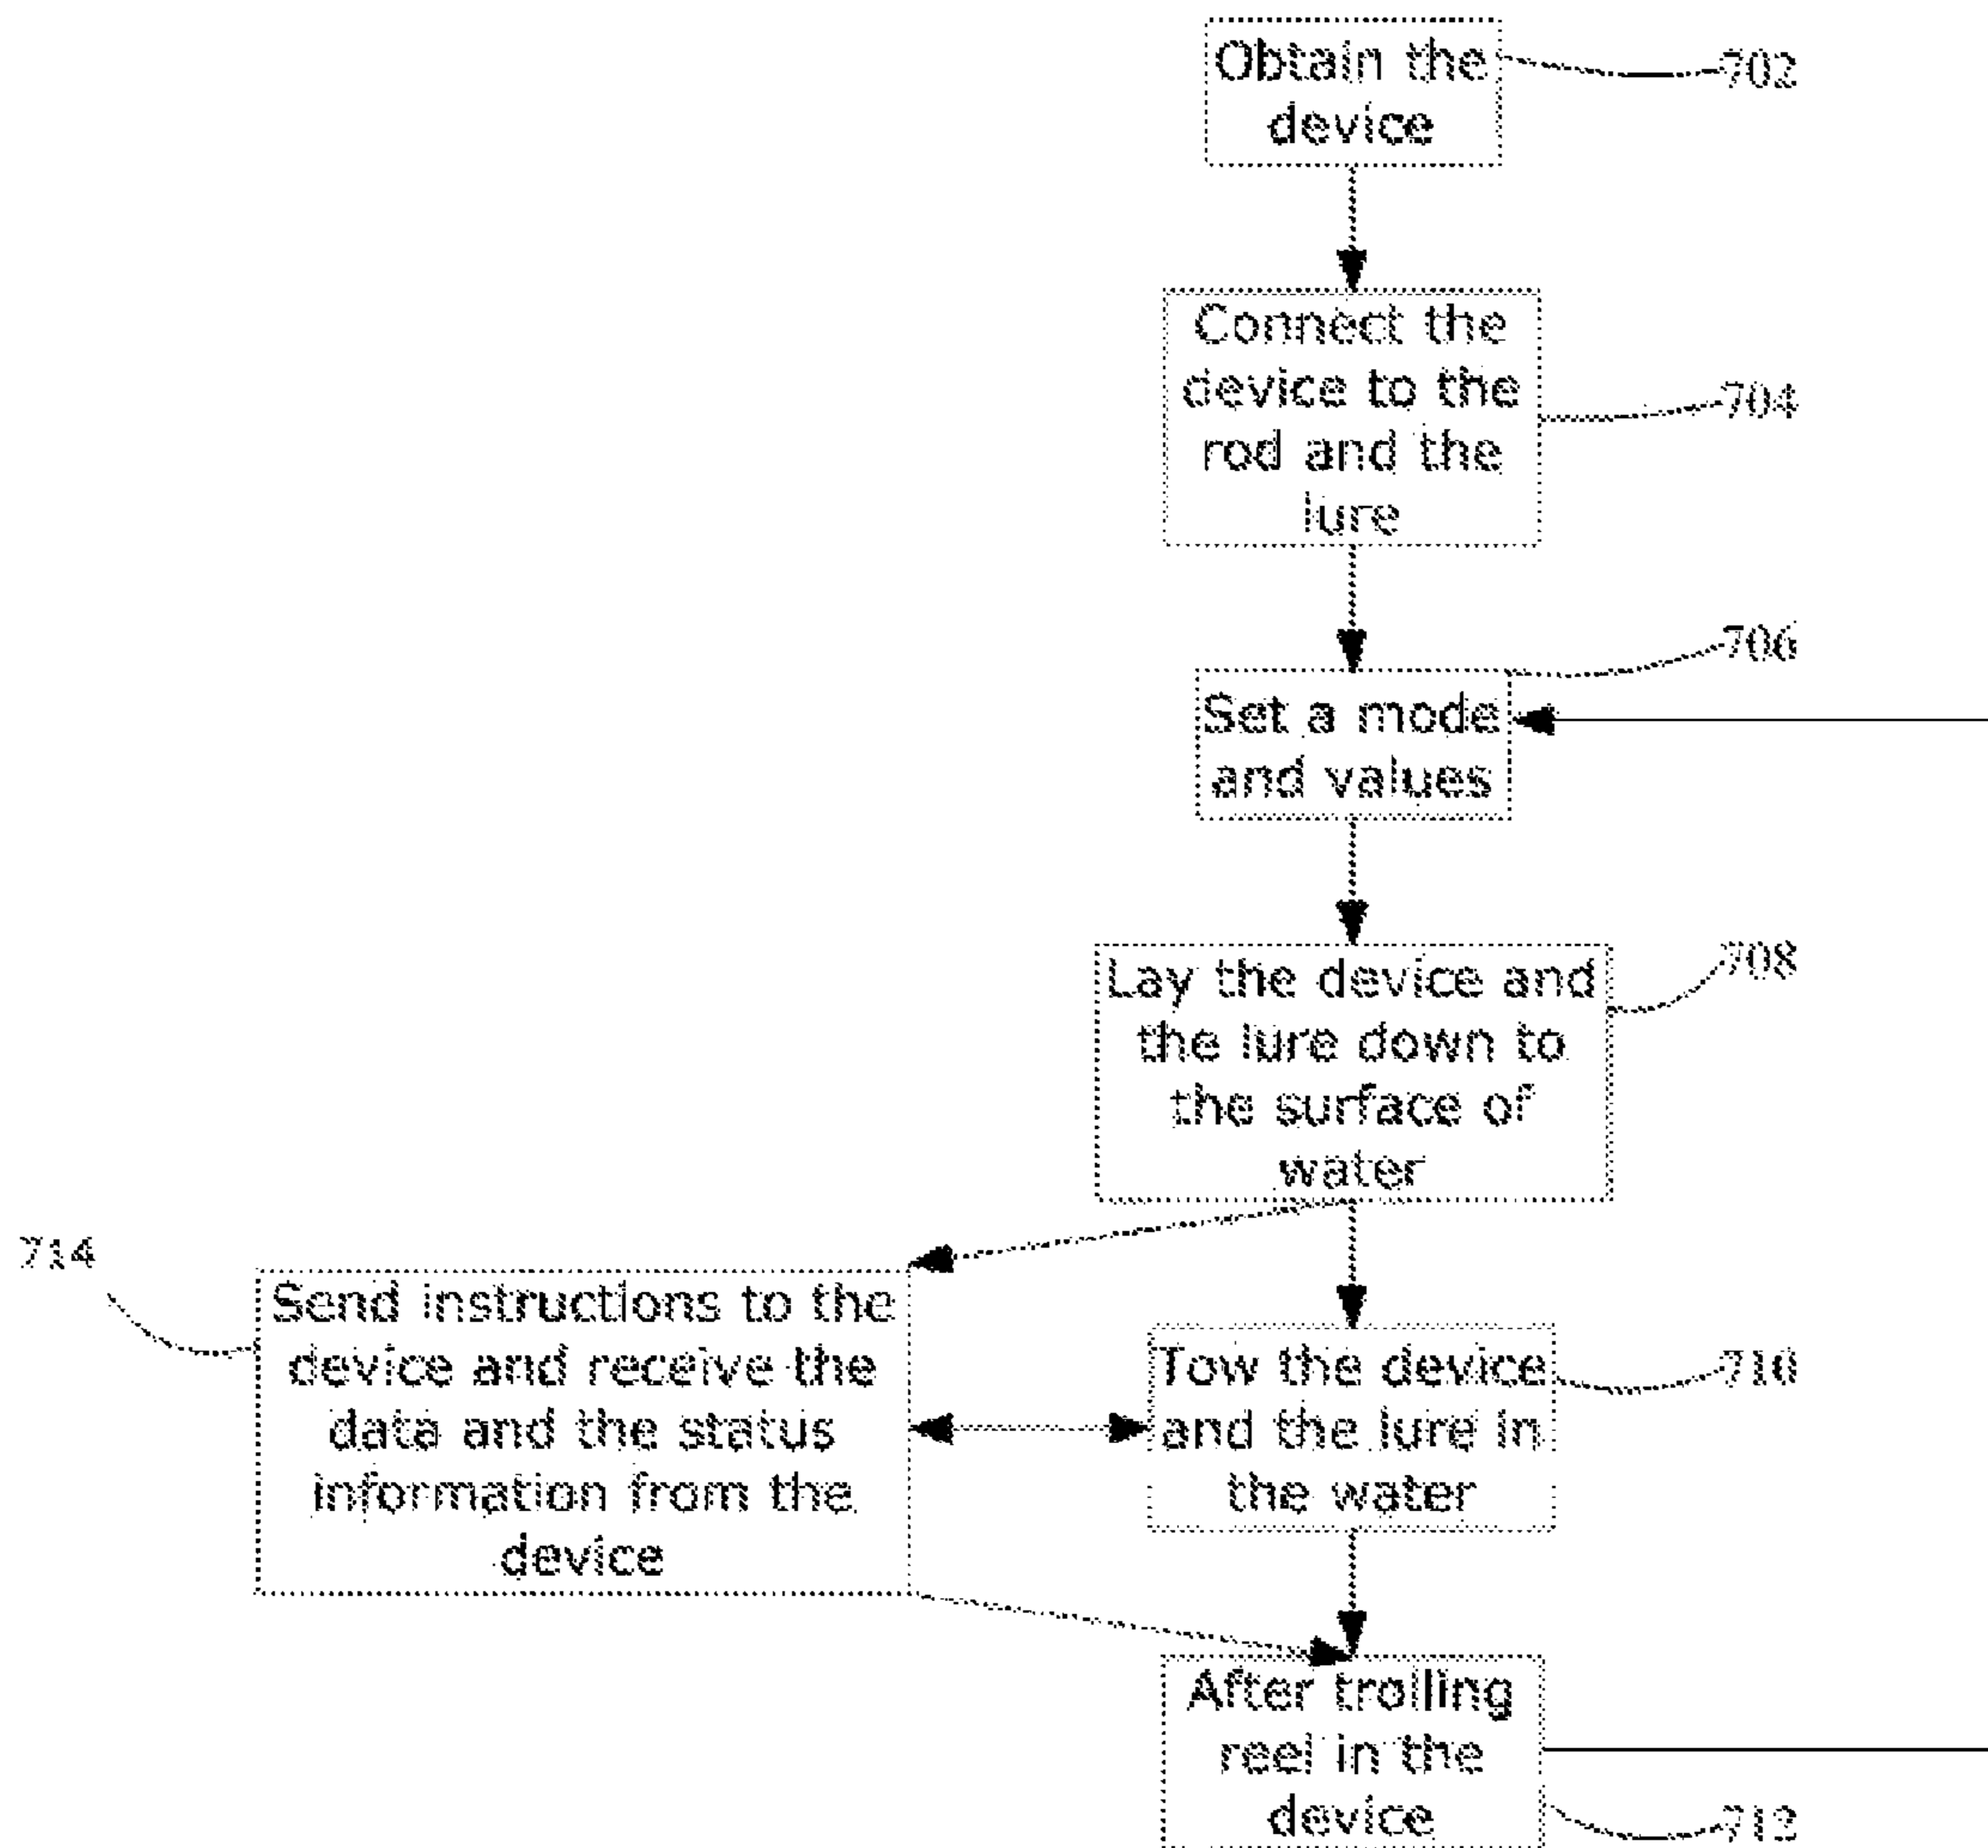 Obtain the
device
702
Connect the
device to the
rod and the
lure
704
706
Set a mode
and values
Lay the device and
the lure down to
the surface of
water
708
714
Send instructions to the
device and receive the
data and the status
information from the
device
Tow the device
and the lure in
the water
710
After trolling
reel in the
device
712